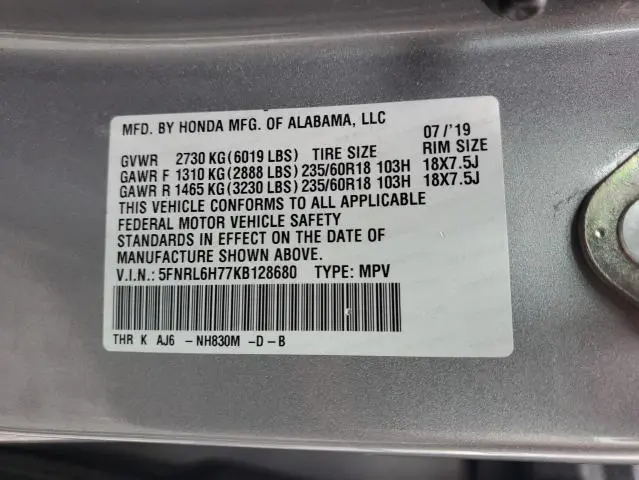 MFD. BY HONDA MFG. OF ALABAMA, LLC 07/'19
GVWR 2730 KG(6019 LBS) TIRE SIZE RIM SIZE
GAWR F 1310 KG(2888 LBS) 235/60R18 103H 18X7.5J
GAWR R 1465 KG(3230 LBS) 235/60R18 103H 18X7.5J
THIS VEHICLE CONFORMS TO ALL APPLICABLE
FEDERAL MOTOR VEHICLE SAFETY
STANDARDS IN EFFECT ON THE DATE OF
MANUFACTURE SHOWN ABOVE.
V.I.N.: 5FNRL6H77KB128680 TYPE: MPV
THR K AJ6 -NH830M -D-B